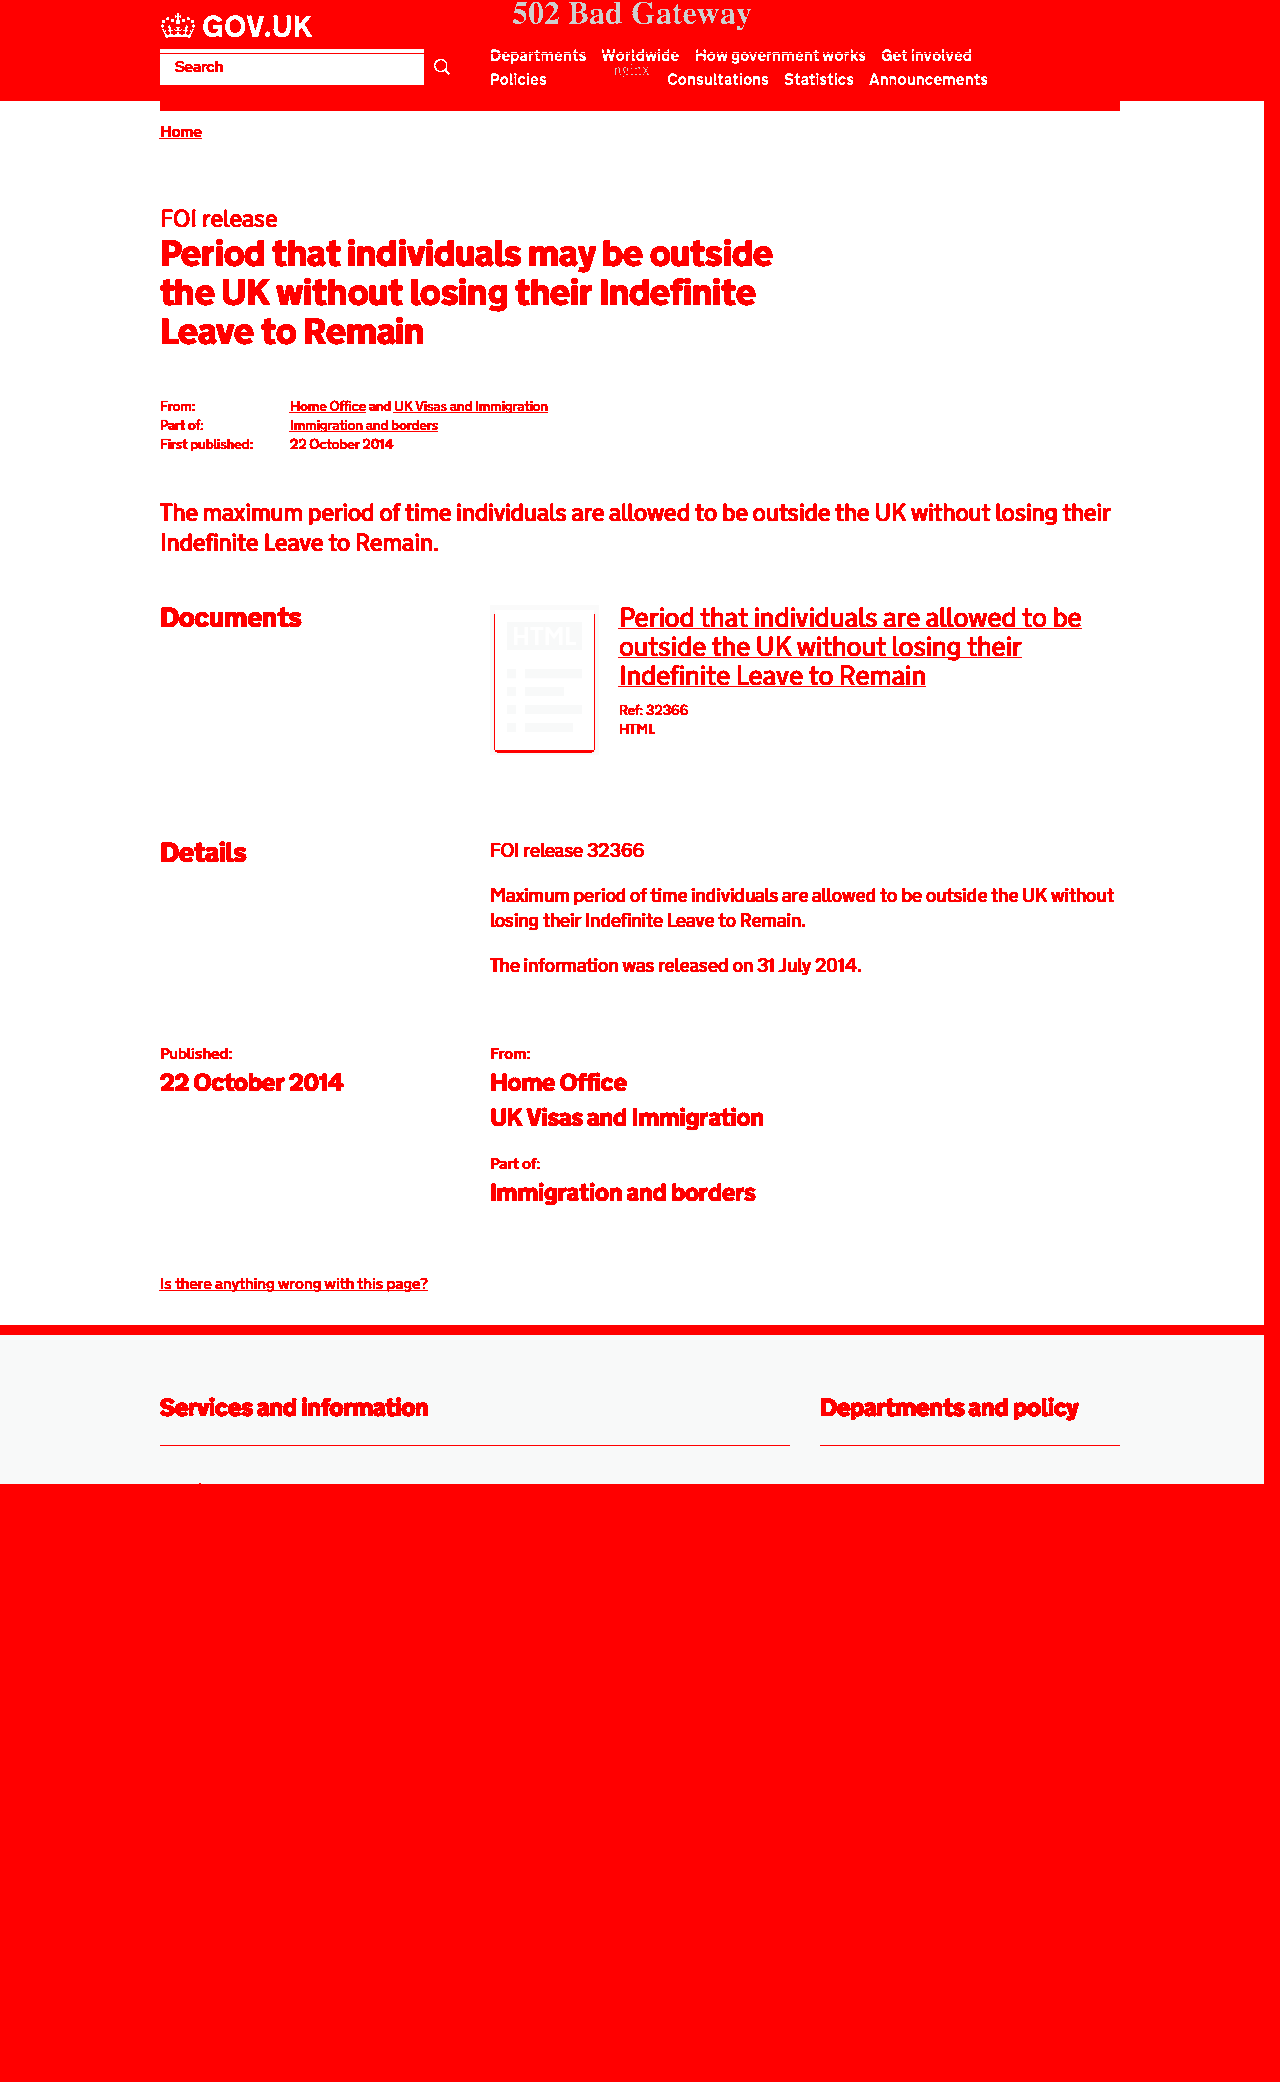 502 Bad Gateway
GOV.UK
Search
Departments Worldwide How government works Get involved
nginx
Policies Consultations Statistics Announcements
Home
FOI release
Period that individuals may be outside
the UK without losing their Indefinite
Leave to Remain
From: Home Office and UK Visas and Immigration
Part of: Immigration and borders
First published: 22 October 2014
The maximum period of time individuals are allowed to be outside the UK without losing their
Indefinite Leave to Remain.
Documents
HTML
Period that individuals are allowed to be
outside the UK without losing their
Indefinite Leave to Remain
Ref: 32366
HTML
Details
FOI release 32366
Maximum period of time individuals are allowed to be outside the UK without
losing their Indefinite Leave to Remain.
The information was released on 31 July 2014.
Published:
22 October 2014
From:
Home Office
UK Visas and Immigration
Part of:
Immigration and borders
Is there anything wrong with this page?
Services and information
Departments and policy